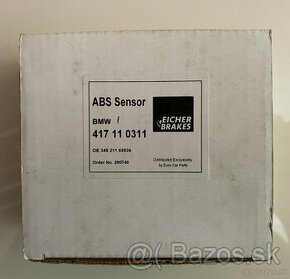 ABS Sensor
BMW /
417 11 0311
EICHER
BRAKES
OE 345 211 65534
Order No. 290740
Distributed Exclusively
by Euro Car Parts
Bazos.sk